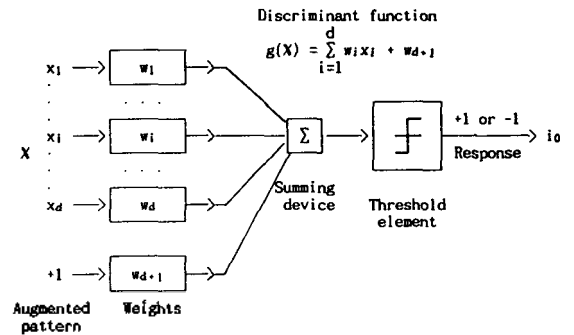 Discriminant function
d
g(X) = Σ wixi + wd+1
i=1
x1 w1
. . .
+1 or -1
X xi wi Σ i0
Response
. . .
xd wd
Summing device
Threshold element
+1 wd+1
Augmented pattern
Weights